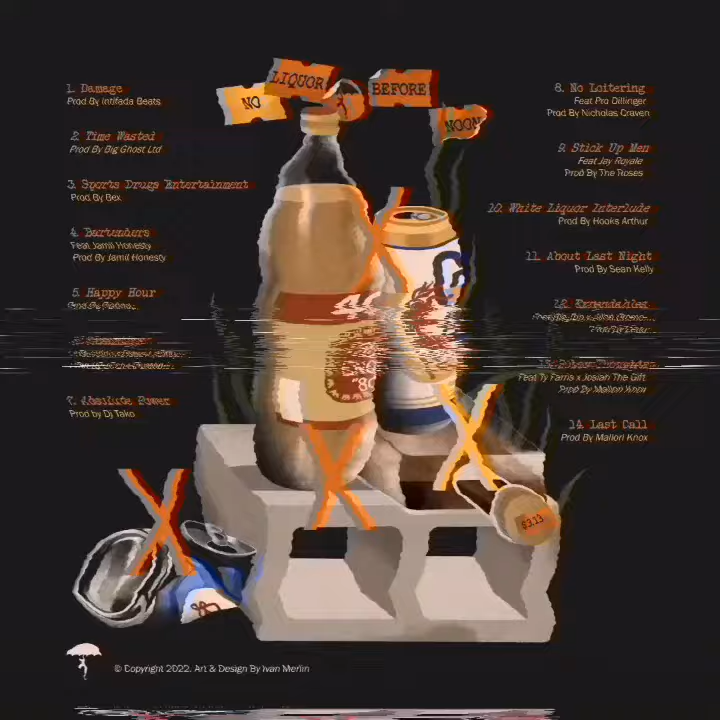 NO
LIQUOR
BEFORE
NOON
1. Damage
Prod By Intifada Beats
2. Time Wasted
Prod By Big Ghost Ltd
3. Sports Drugs Entertainment
Prod By Bex
4. Bartenders
Feat Jamil Honesty
Prod By Jamil Honesty
5. Happy Hour
Prod By
7. Absolute Power
Prod by Dj Tako
8. No Loitering
Feat Pro Dillinger
Prod By Nicholas Craven
9. Stick Up Men
Feat Jay Royale
Prod By The Roses
10. White Liquor Interlude
Prod By Hooks Arthur
11. About Last Night
Prod By Sean Kelly
12. Expendables
Feat Ty Farris x Josiah The Gift
Prod By Mallori Knox
14. Last Call
Prod By Mallori Knox
$3.13
© Copyright 2022. Art & Design By Ivan Merlin